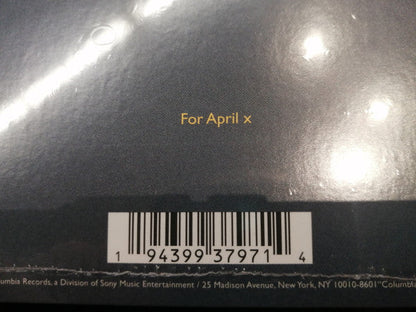 For April x
1 94399 37971 4
Columbia Records, a Division of Sony Music Entertainment / 25 Madison Avenue, New York, NY 10010-8601 "Columbia